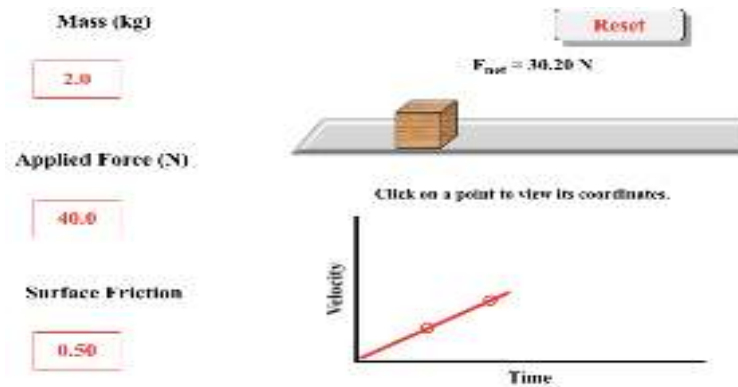 Mass (kg)
2.0
Applied Force (N)
40.0
Surface Friction
0.50
Reset
Fnet = 30.20 N
Click on a point to view its coordinates.
Velocity
Time